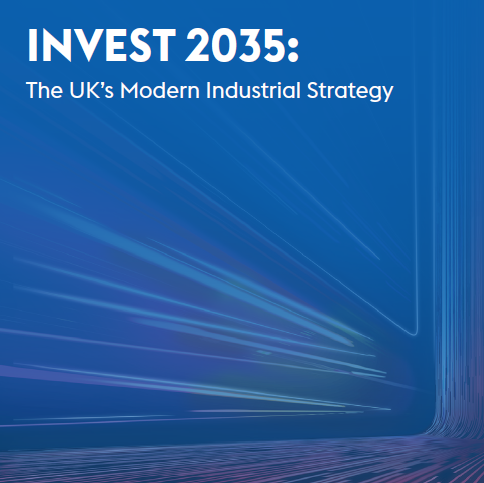 INVEST 2035:
The UK’s Modern Industrial Strategy